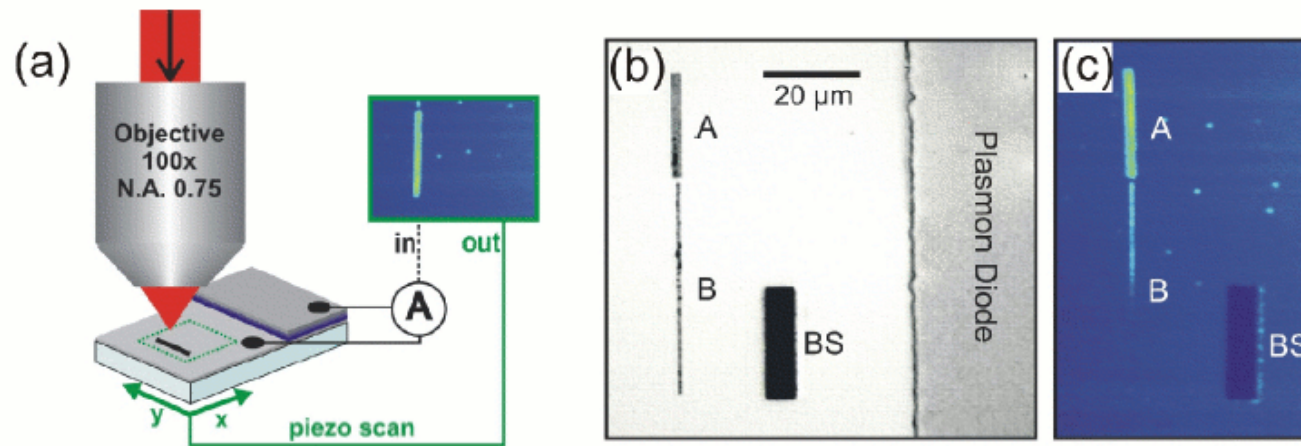 (a)
Objective
100x
N.A. 0.75
in
out
A
y
x
piezo scan
(b)
20 µm
A
B
BS
Plasmon Diode
(c)
A
B
BS